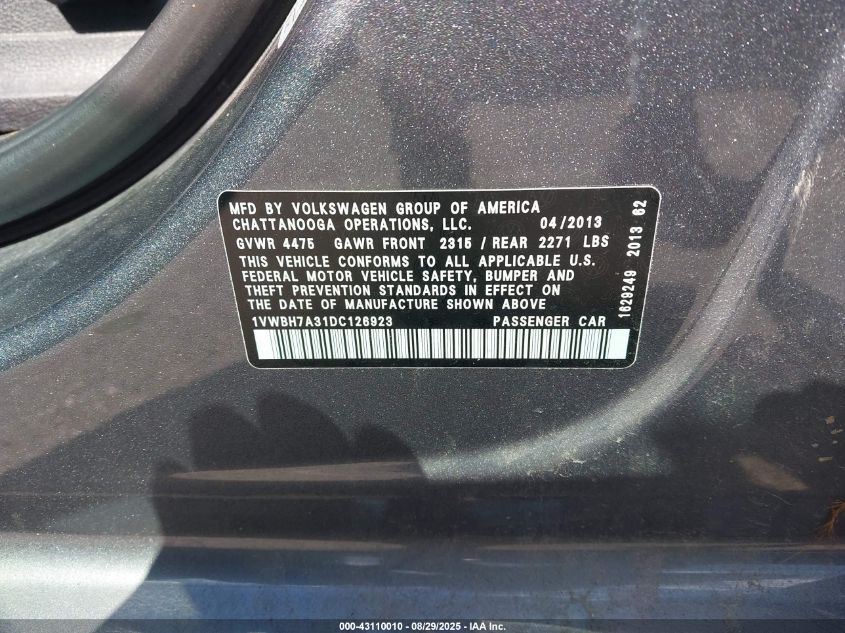 MFD BY VOLKSWAGEN GROUP OF AMERICA
CHATTANOOGA OPERATIONS, LLC. 04/2013
GVWR 4475 GAWR FRONT 2315 / REAR 2271 LBS
THIS VEHICLE CONFORMS TO ALL APPLICABLE U.S.
FEDERAL MOTOR VEHICLE SAFETY, BUMPER AND
THEFT PREVENTION STANDARDS IN EFFECT ON
THE DATE OF MANUFACTURE SHOWN ABOVE
1VWBH7A31DC126923 PASSENGER CAR
1629249 2013 62
000-43110010 - 08/29/2025 - IAA Inc.